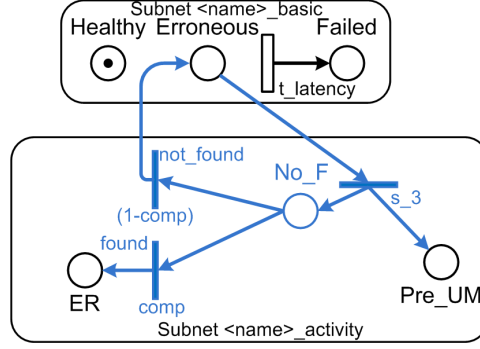 Subnet <name>_basic
Healthy Erroneous Failed
t_latency
not_found
No_F
s_3
(1-comp)
found
ER
comp
Pre_UM
Subnet <name>_activity